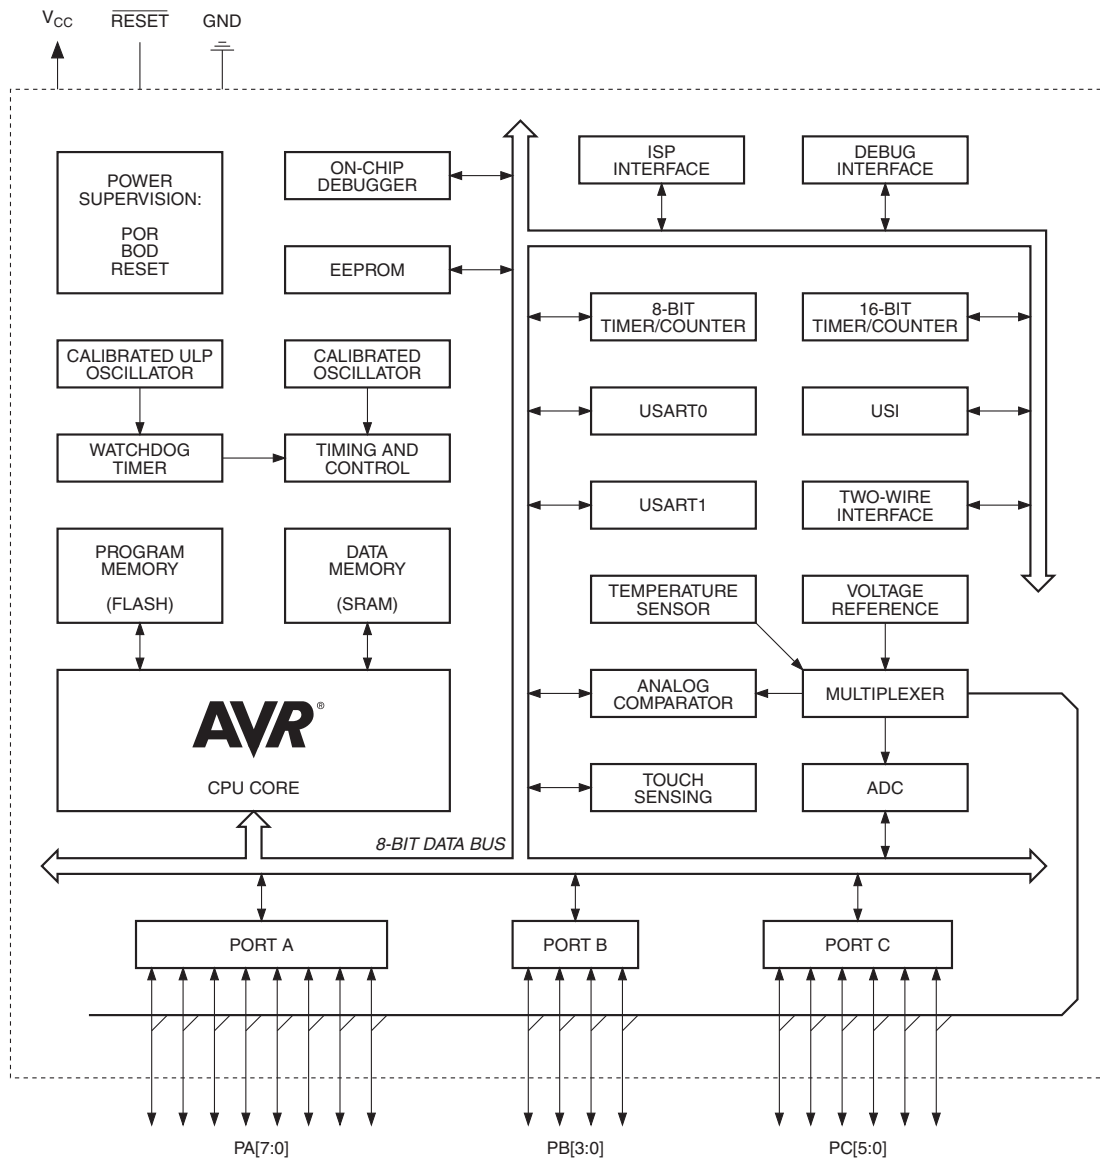 VCC
RESET
GND
POWER
SUPERVISION:
POR
BOD
RESET
ON-CHIP
DEBUGGER
ISP
INTERFACE
DEBUG
INTERFACE
EEPROM
8-BIT
TIMER/COUNTER
16-BIT
TIMER/COUNTER
CALIBRATED ULP
OSCILLATOR
CALIBRATED
OSCILLATOR
USART0
USI
WATCHDOG
TIMER
TIMING AND
CONTROL
USART1
TWO-WIRE
INTERFACE
PROGRAM
MEMORY
(FLASH)
DATA
MEMORY
(SRAM)
TEMPERATURE
SENSOR
VOLTAGE
REFERENCE
AVR®
CPU CORE
ANALOG
COMPARATOR
MULTIPLEXER
TOUCH
SENSING
ADC
8-BIT DATA BUS
PORT A
PORT B
PORT C
PA[7:0]
PB[3:0]
PC[5:0]